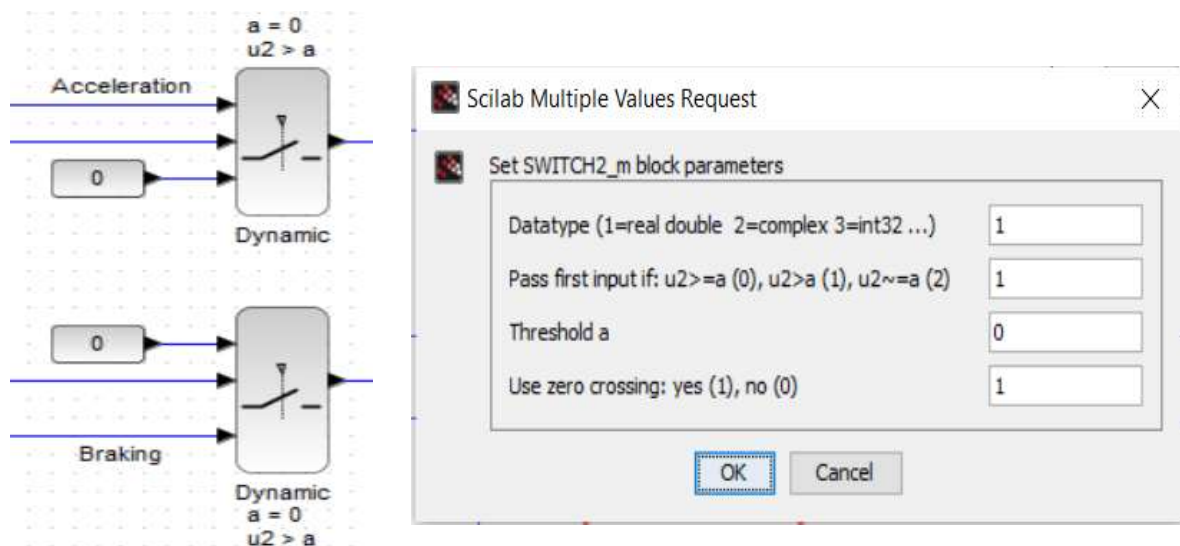 a = 0
u2 > a
Acceleration
0
Dynamic
0
Braking
Dynamic
a = 0
u2 > a
Scilab Multiple Values Request
Set SWITCH2_m block parameters
Datatype (1=real double 2=complex 3=int32 ...)
1
Pass first input if: u2>=a (0), u2>a (1), u2~=a (2)
1
Threshold a
0
Use zero crossing: yes (1), no (0)
1
OK
Cancel